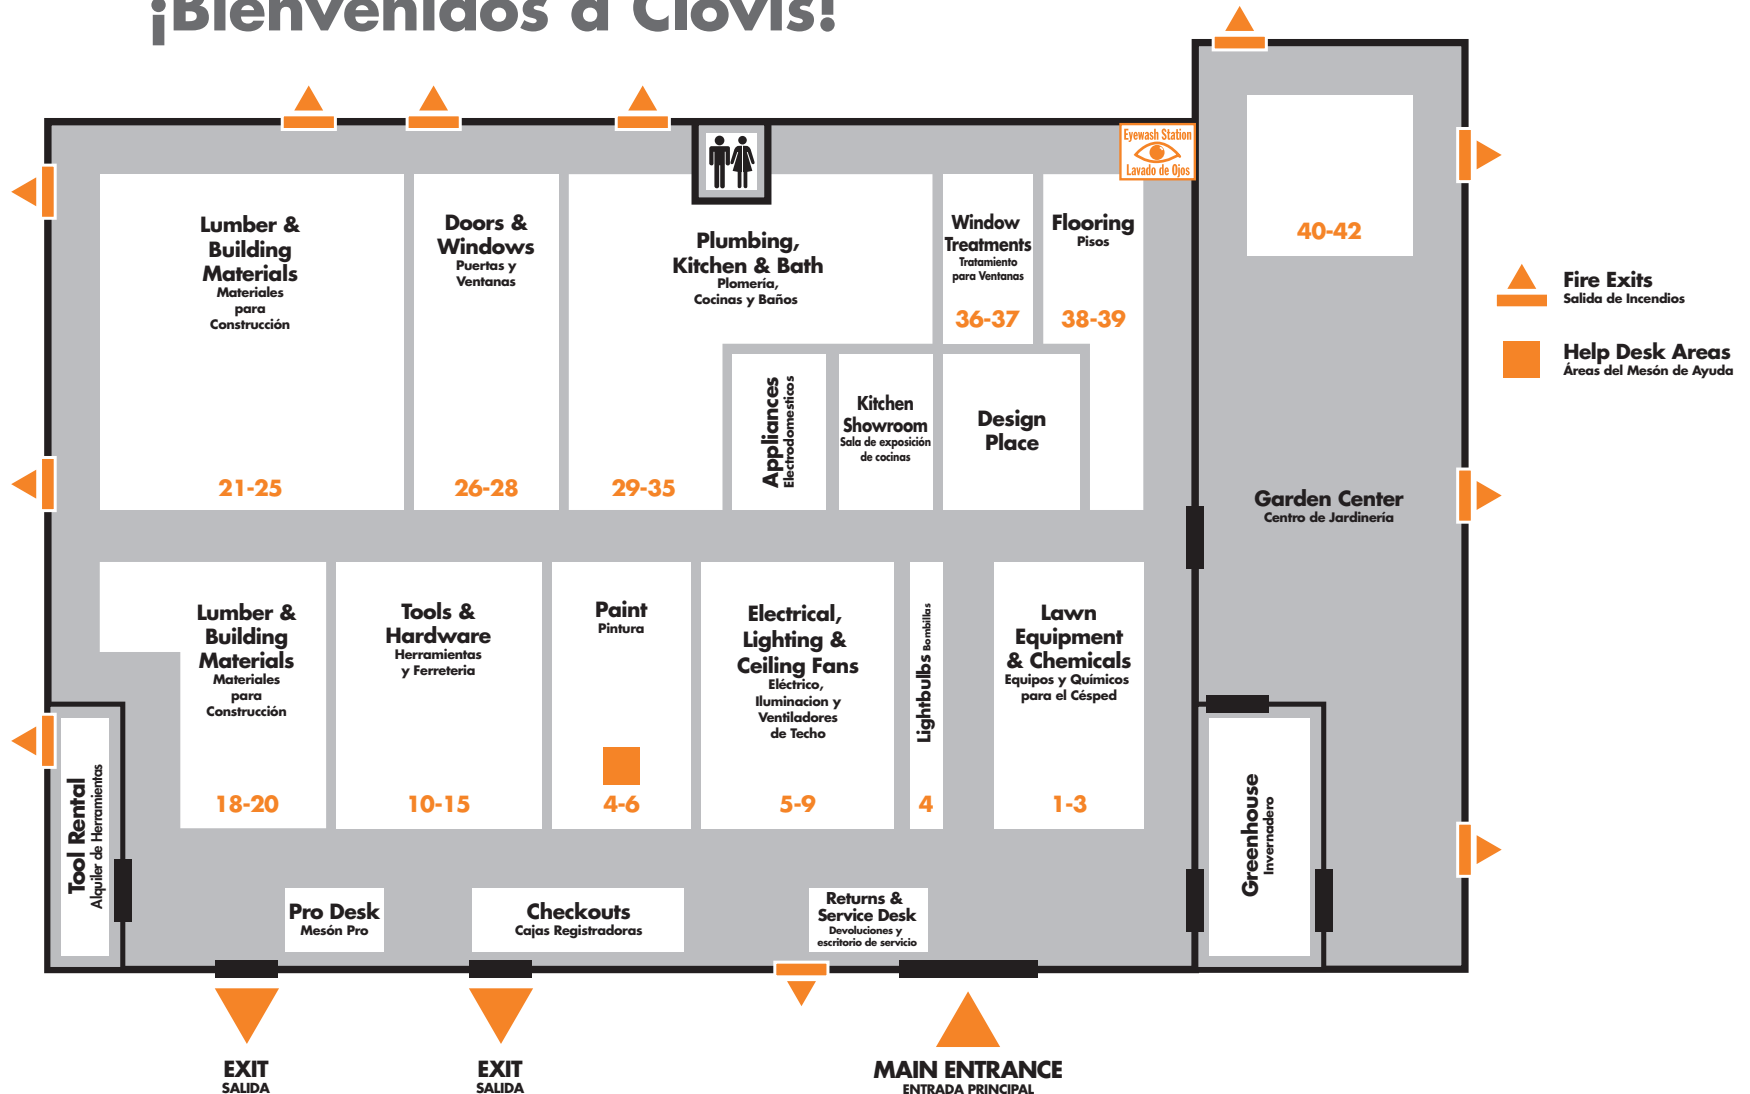 ¡Bienvenidos a Clovis!
Eyewash Station
Lavado de Ojos
Lumber &
Building
Materials
Materiales
para
Construcción
21-25
Doors &
Windows
Puertas y
Ventanas
26-28
Plumbing,
Kitchen & Bath
Plomería,
Cocinas y Baños
29-35
Window
Treatments
Tratamiento
para Ventanas
36-37
Flooring
Pisos
38-39
40-42
Fire Exits
Salida de Incendios
Help Desk Areas
Áreas del Mesón de Ayuda
Appliances
Electrodomesticos
Kitchen
Showroom
Sala de exposición
de cocinas
Design
Place
Garden Center
Centro de Jardinería
Lumber &
Building
Materials
Materiales
para
Construcción
18-20
Tools &
Hardware
Herramientas
y Ferreteria
10-15
Paint
Pintura
4-6
Electrical,
Lighting &
Ceiling Fans
Eléctrico,
Iluminacion y
Ventiladores
de Techo
5-9
Lightbulbs Bombillas
4
Lawn
Equipment
& Chemicals
Equipos y Químicos
para el Césped
1-3
Tool Rental
Alquiler de Herramientas
Greenhouse
Invernadero
Pro Desk
Mesón Pro
Checkouts
Cajas Registradoras
Returns &
Service Desk
Devoluciones y
escritorio de servicio
EXIT
SALIDA
EXIT
SALIDA
MAIN ENTRANCE
ENTRADA PRINCIPAL